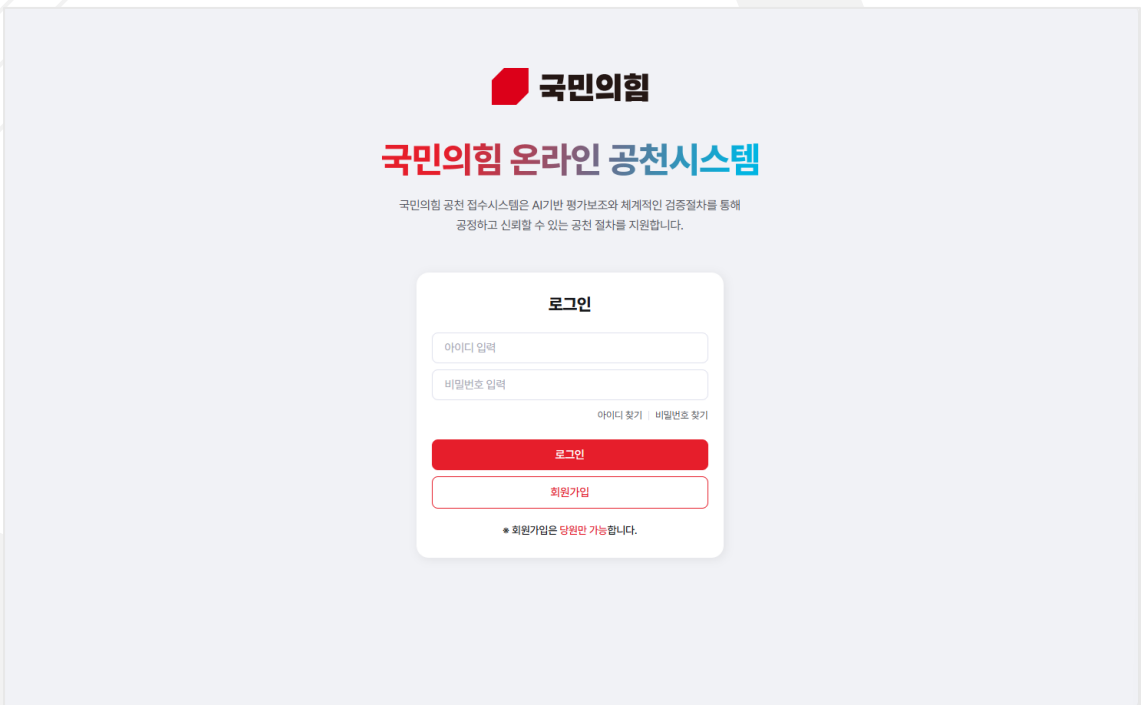 국민의힘
국민의힘 온라인 공천시스템
국민의힘 공천 접수시스템은 AI기반 평가보조와 체계적인 검증절차를 통해
공정하고 신뢰할 수 있는 공천 절차를 지원합니다.
로그인
아이디 입력
비밀번호 입력
아이디 찾기 | 비밀번호 찾기
로그인
회원가입
※ 회원가입은 당원만 가능합니다.